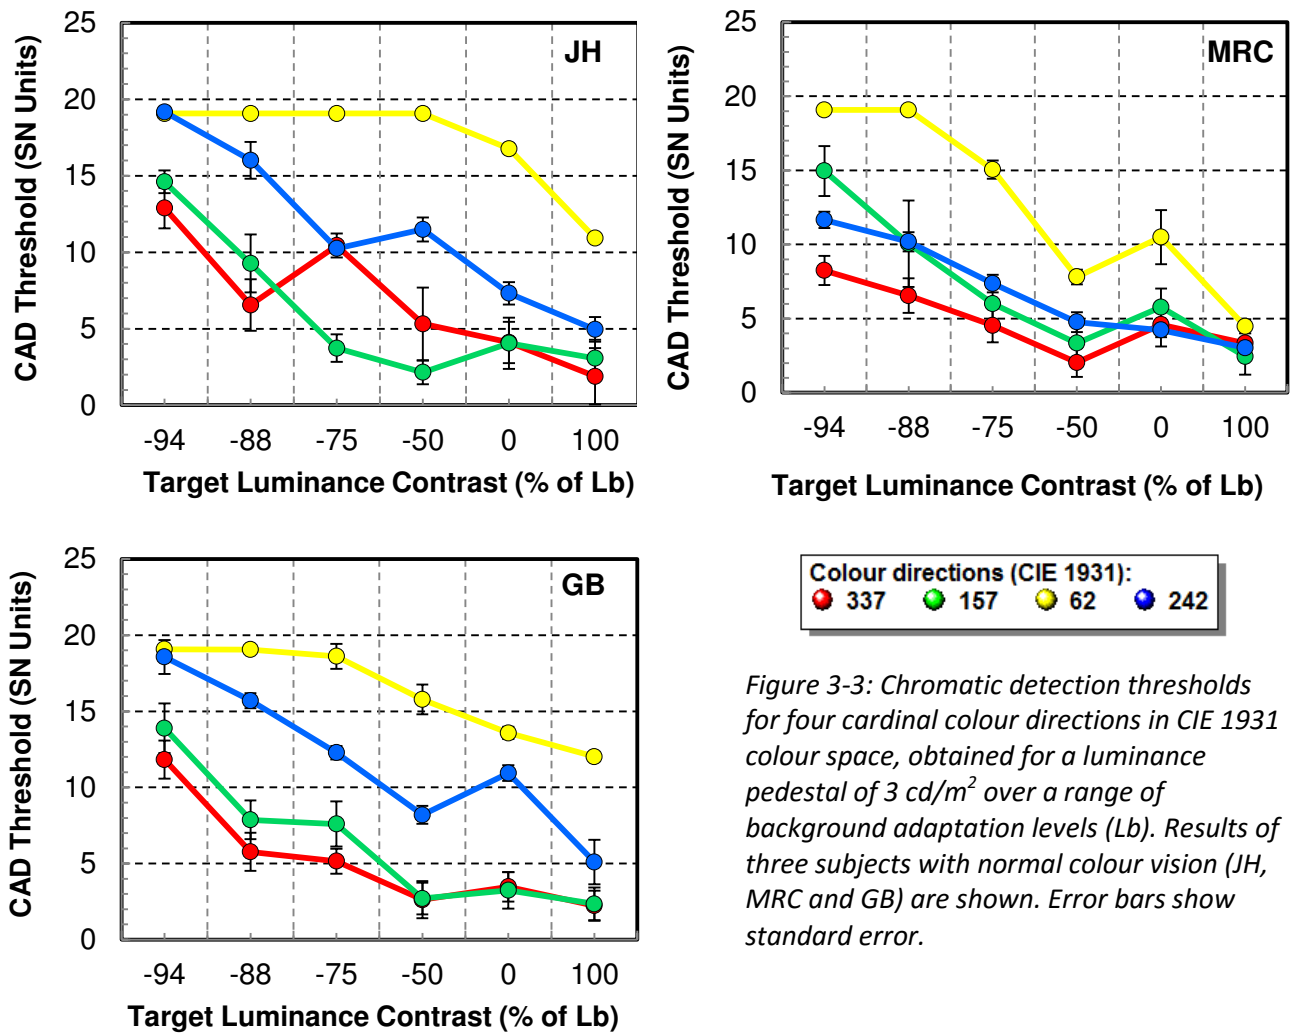 JH
CAD Threshold (SN Units)
25
20
15
10
5
0
-94 -88 -75 -50 0 100
Target Luminance Contrast (% of Lb)
MRC
CAD Threshold (SN Units)
25
20
15
10
5
0
-94 -88 -75 -50 0 100
Target Luminance Contrast (% of Lb)
GB
CAD Threshold (SN Units)
25
20
15
10
5
0
-94 -88 -75 -50 0 100
Target Luminance Contrast (% of Lb)
Colour directions (CIE 1931):
337 157 62 242
Figure 3-3: Chromatic detection thresholds
for four cardinal colour directions in CIE 1931
colour space, obtained for a luminance
pedestal of 3 cd/m² over a range of
background adaptation levels (Lb). Results of
three subjects with normal colour vision (JH,
MRC and GB) are shown. Error bars show
standard error.